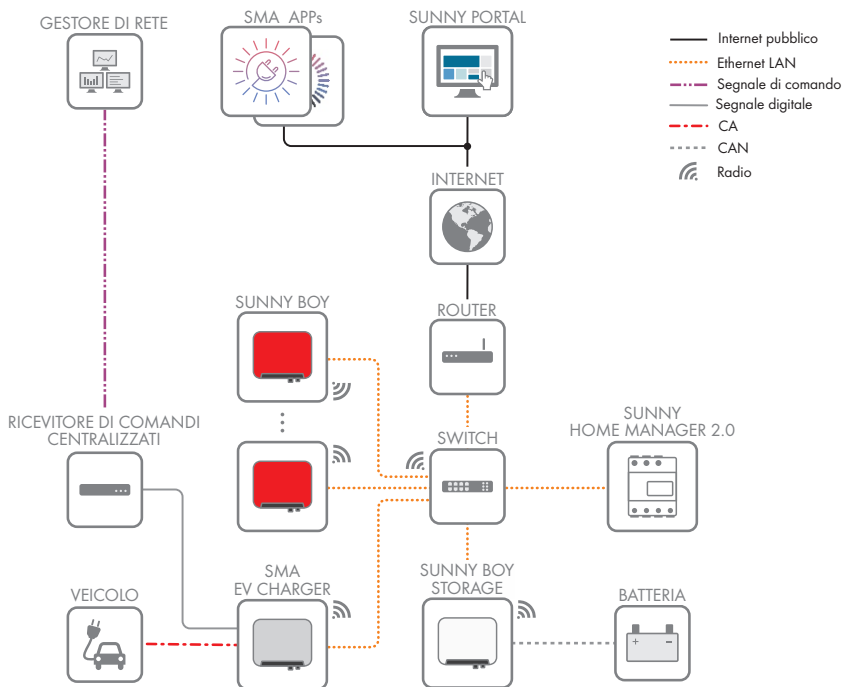 GESTORE DI RETE
SMA APPs
SUNNY PORTAL
Internet pubblico
Ethernet LAN
Segnale di comando
Segnale digitale
CA
CAN
Radio
INTERNET
SUNNY BOY
ROUTER
RICEVITORE DI COMANDI
CENTRALIZZATI
SWITCH
SUNNY
HOME MANAGER 2.0
VEICOLO
SMA
EV CHARGER
SUNNY BOY
STORAGE
BATTERIA